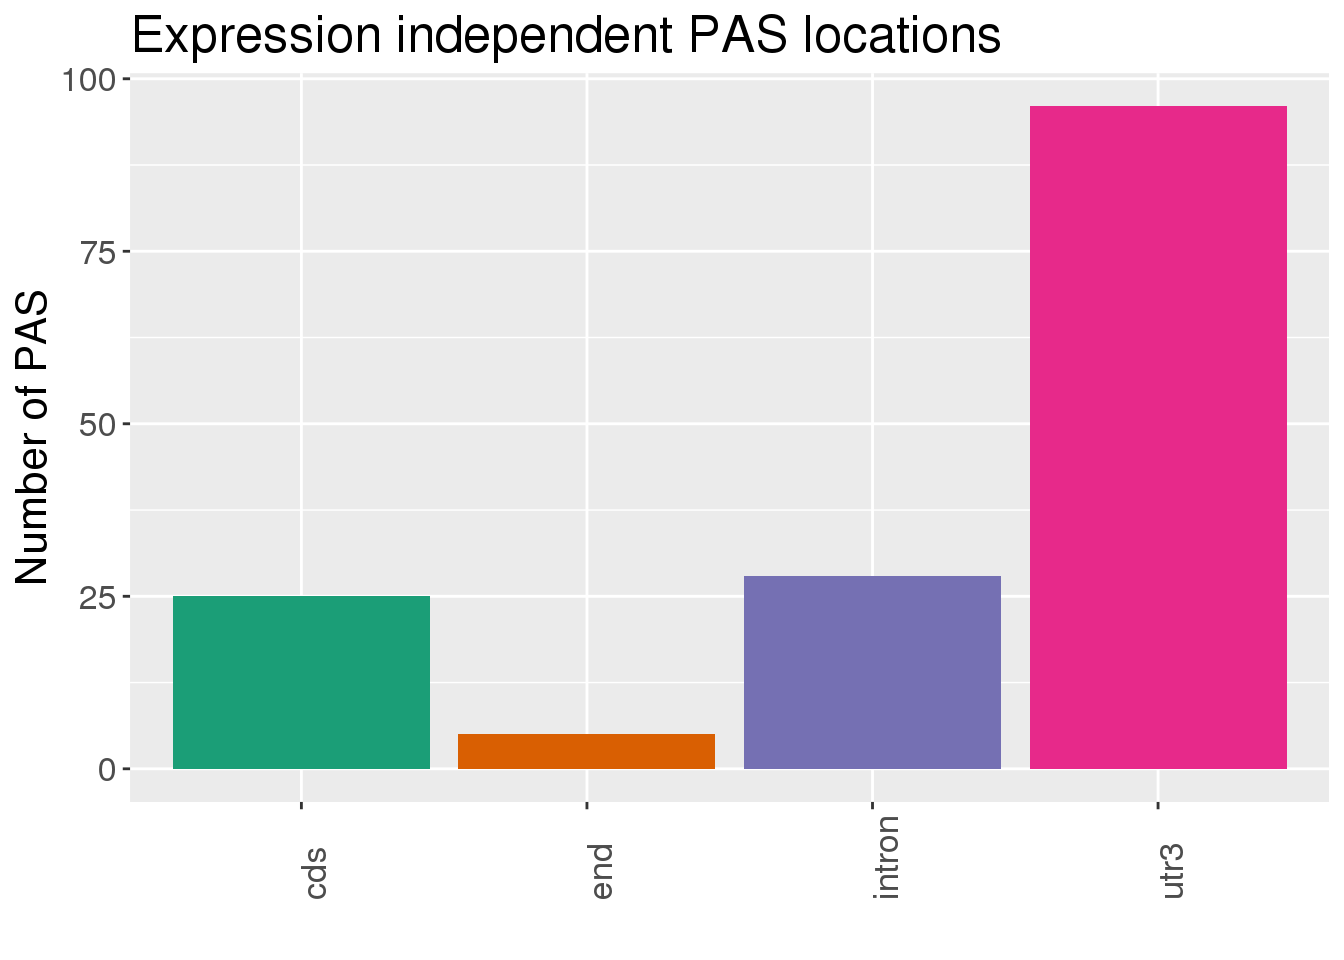 Expression independent PAS locations
Number of PAS
100
75
50
25
0
cds
end
intron
utr3